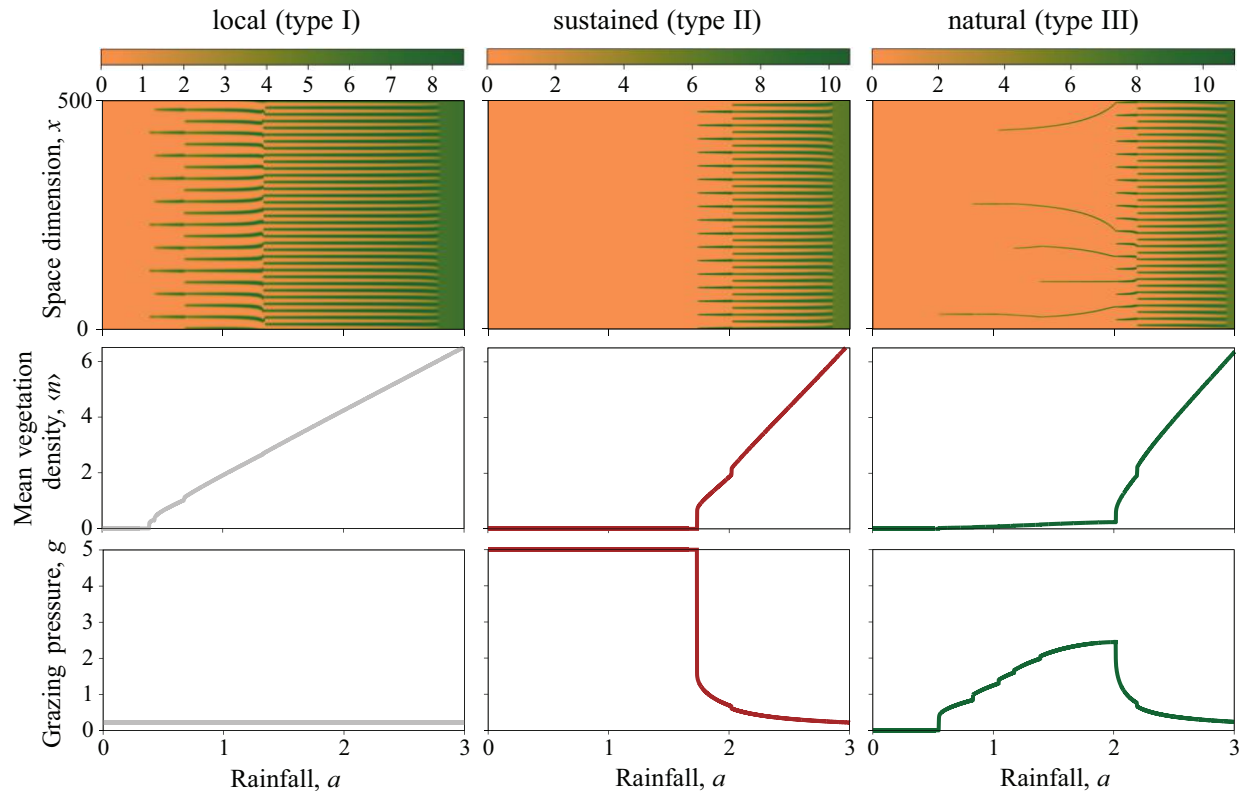 local (type I) sustained (type II) natural (type III)
0 1 2 3 4 5 6 7 8 0 2 4 6 8 10 0 2 4 6 8 10
500
Space dimension, x
0
6
4
2
0
Mean vegetation
density, ⟨n⟩
5
4
3
2
1
0
Grazing pressure, g
0 1 2 3 0 1 2 3 0 1 2 3
Rainfall, a Rainfall, a Rainfall, a